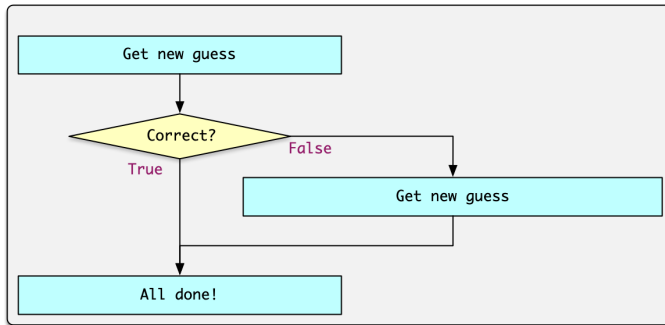 Get new guess
Correct?
False
True
Get new guess
All done!